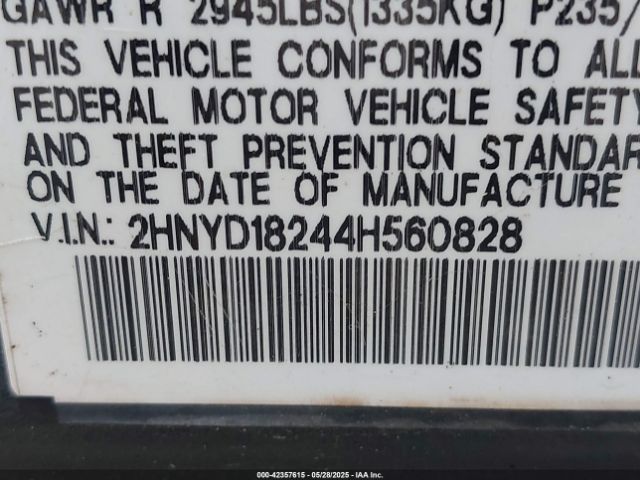 GAWR R 2945LBS(1335KG) P235/
THIS VEHICLE CONFORMS TO ALL
FEDERAL MOTOR VEHICLE SAFETY
AND THEFT PREVENTION STANDAR
ON THE DATE OF MANUFACTURE
V.I.N.: 2HNYD18244H560828
000-42357615 - 05/28/2025 - IAA Inc.